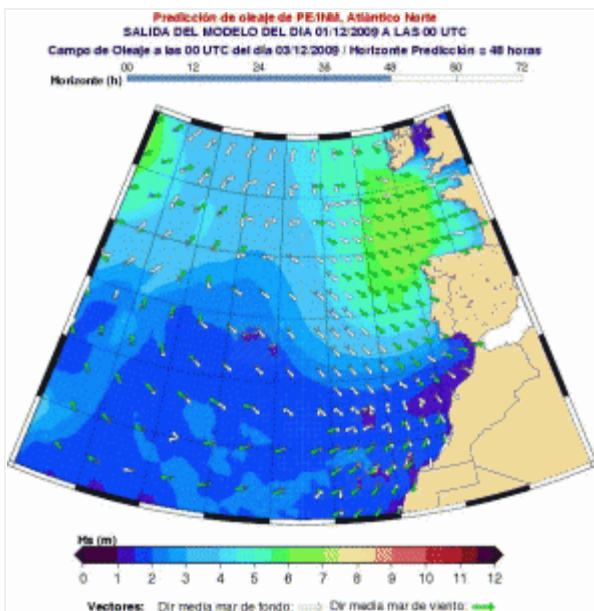 Predicción de oleaje de PE/INM, Atlántico Norte
SALIDA DEL MODELO DEL DÍA 01/12/2009 A LAS 00 UTC
Campo de Oleaje a las 00 UTC del día 03/12/2009 / Horizonte Predicción = 48 horas
00 12 24 36 48 60 72
Horizonte (h)
Hs (m)
0 1 2 3 4 5 6 7 8 9 10 11 12
Vectores: Dir media mar de fondo: Dir media mar de viento: